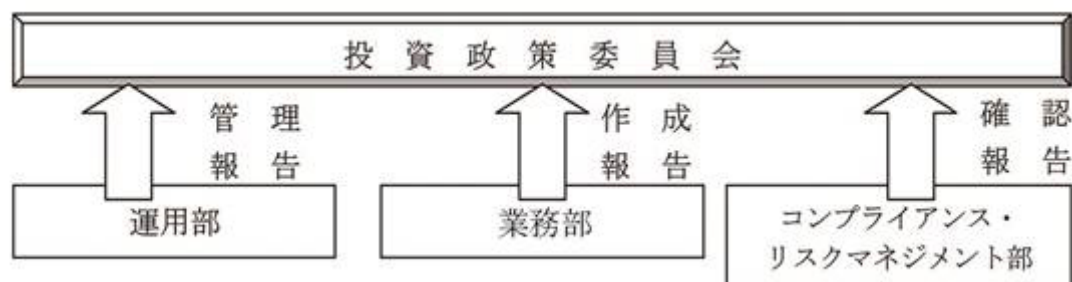 投資政策委員会
管理
報告
作成
報告
確認
報告
運用部
業務部
コンプライアンス・
リスクマネジメント部